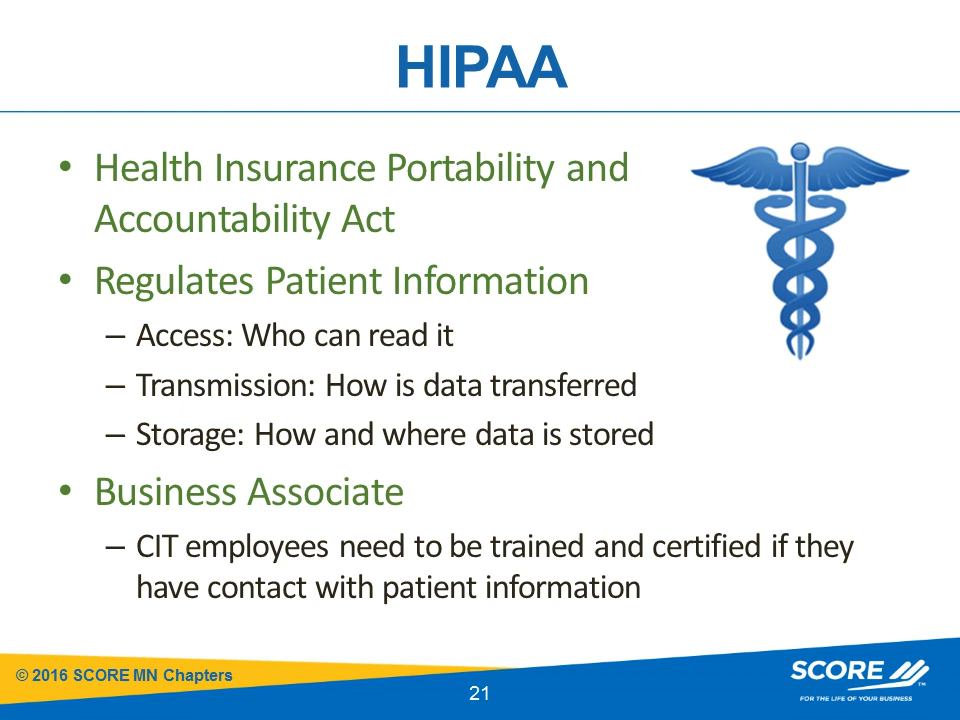 HIPAA
• Health Insurance Portability and
Accountability Act
• Regulates Patient Information
– Access: Who can read it
– Transmission: How is data transferred
– Storage: How and where data is stored
• Business Associate
– CIT employees need to be trained and certified if they
have contact with patient information
© 2016 SCORE MN Chapters
21
SCORE ™
FOR THE LIFE OF YOUR BUSINESS